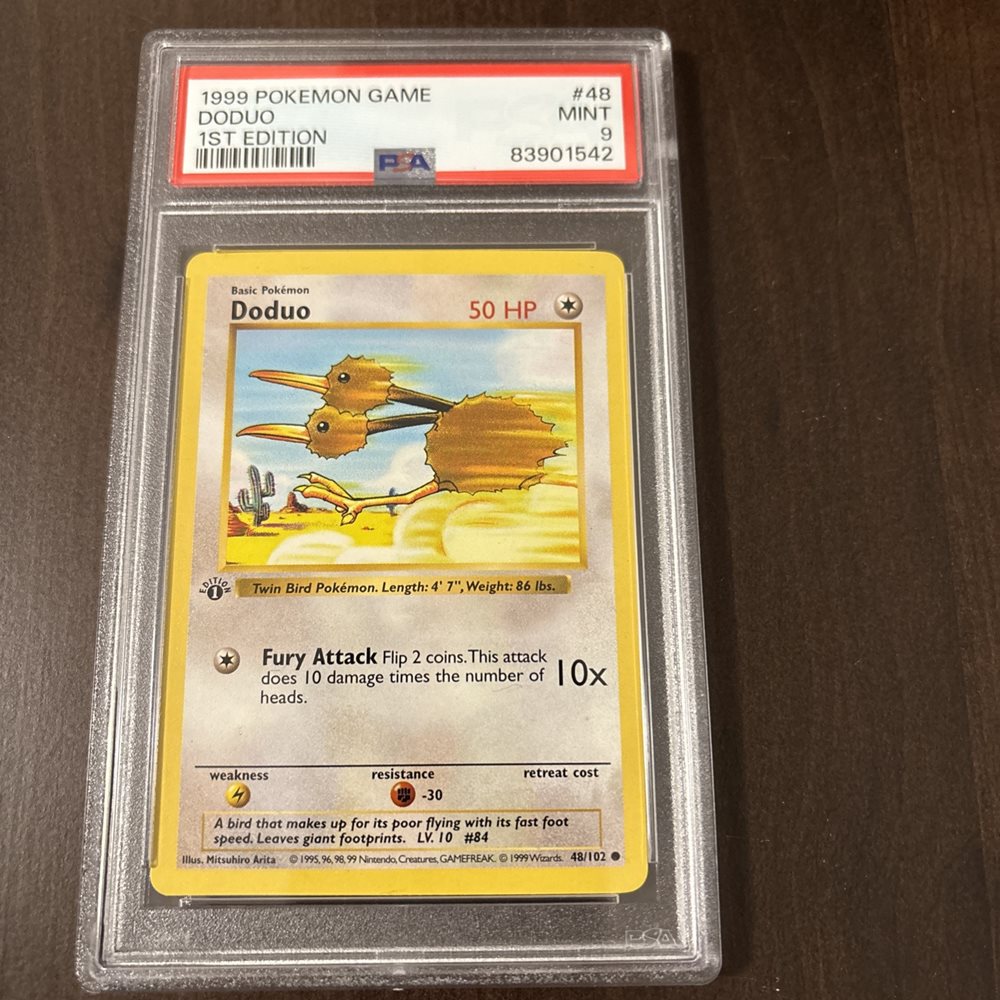 1999 POKEMON GAME #48
DODUO MINT
1ST EDITION 9
PSA 83901542
Basic Pokémon
Doduo 50 HP
EDITION 1
Twin Bird Pokémon. Length: 4' 7", Weight: 86 lbs.
Fury Attack Flip 2 coins. This attack
does 10 damage times the number of 10x
heads.
weakness resistance retreat cost
-30
A bird that makes up for its poor flying with its fast foot
speed. Leaves giant footprints. LV. 10 #84
Illus. Mitsuhiro Arita © 1995, 96, 98, 99 Nintendo, Creatures, GAMEFREAK. © 1999 Wizards. 48/102